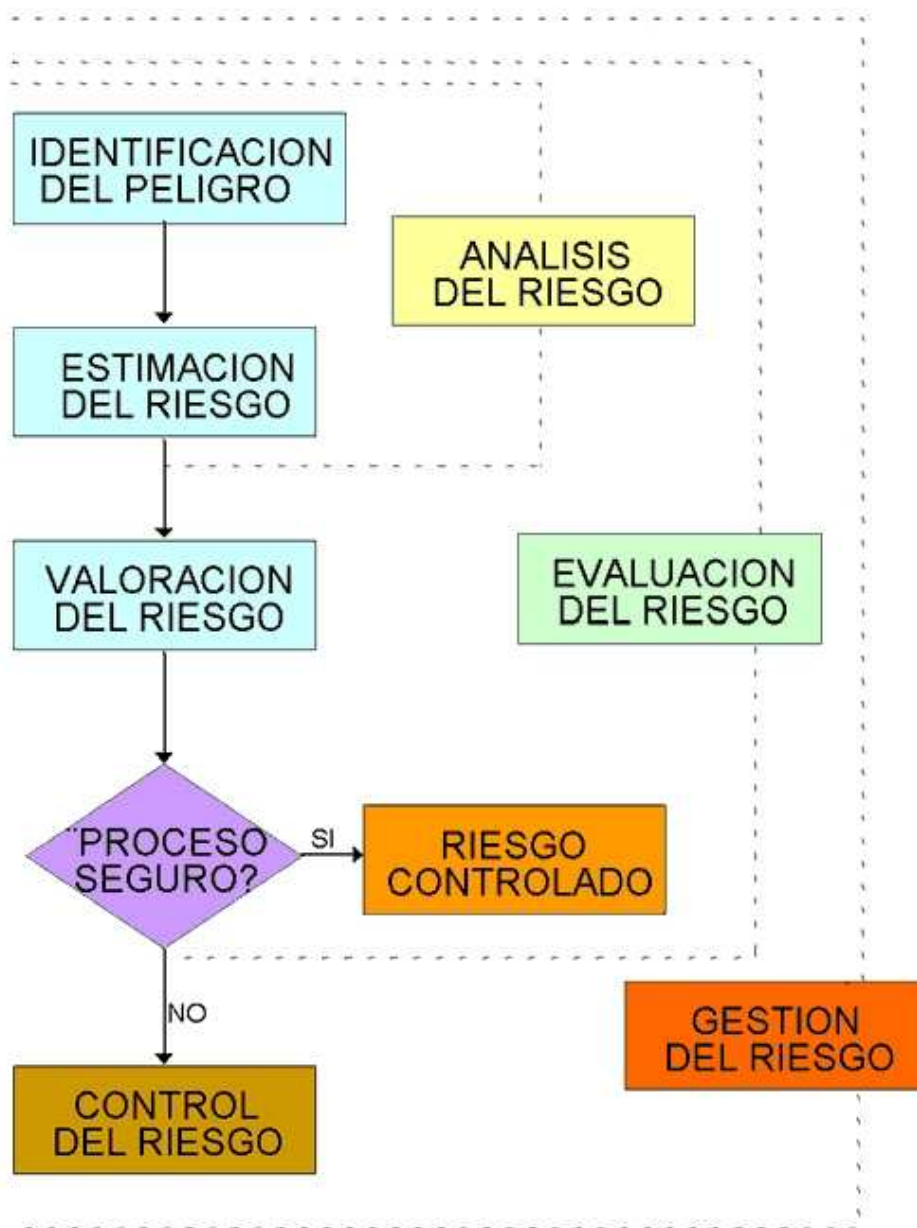 IDENTIFICACION
DEL PELIGRO
ANALISIS
DEL RIESGO
ESTIMACION
DEL RIESGO
VALORACION
DEL RIESGO
EVALUACION
DEL RIESGO
¨PROCESO
SEGURO?
SI
RIESGO
CONTROLADO
NO
GESTION
DEL RIESGO
CONTROL
DEL RIESGO